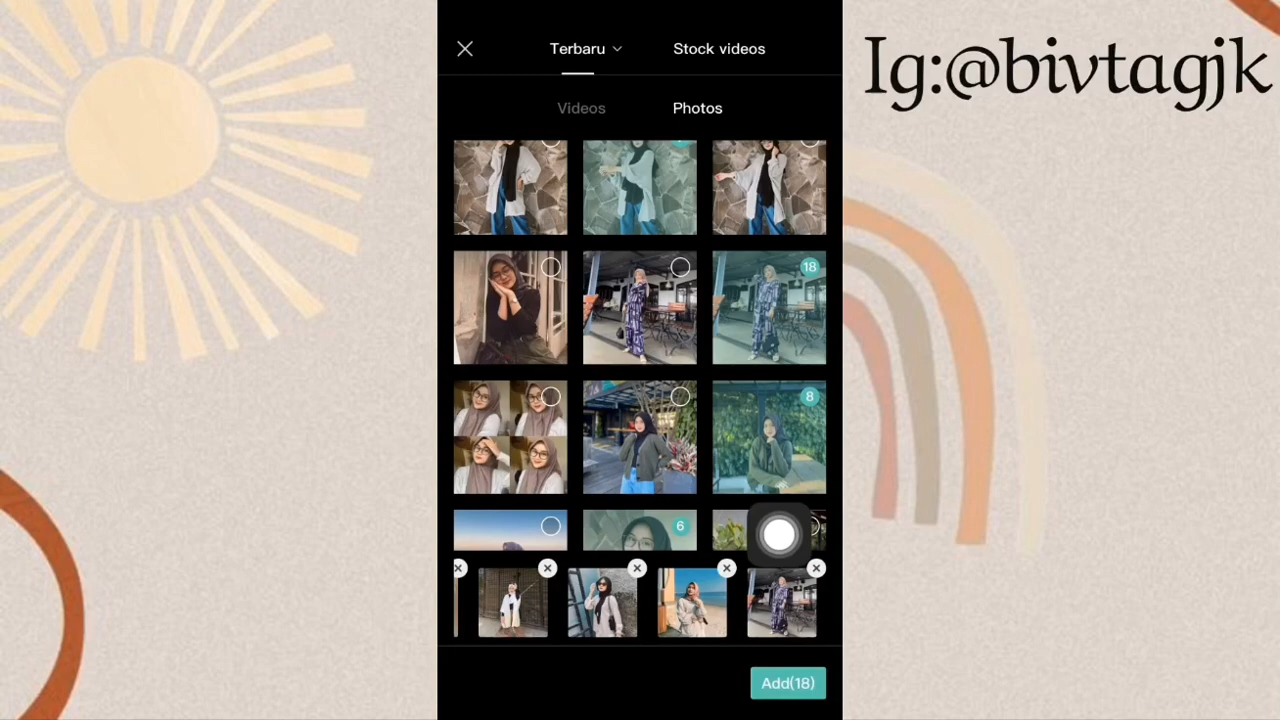 Terbaru Stock videos
Ig:@bivtagjk
Videos Photos
18
8
6
Add(18)